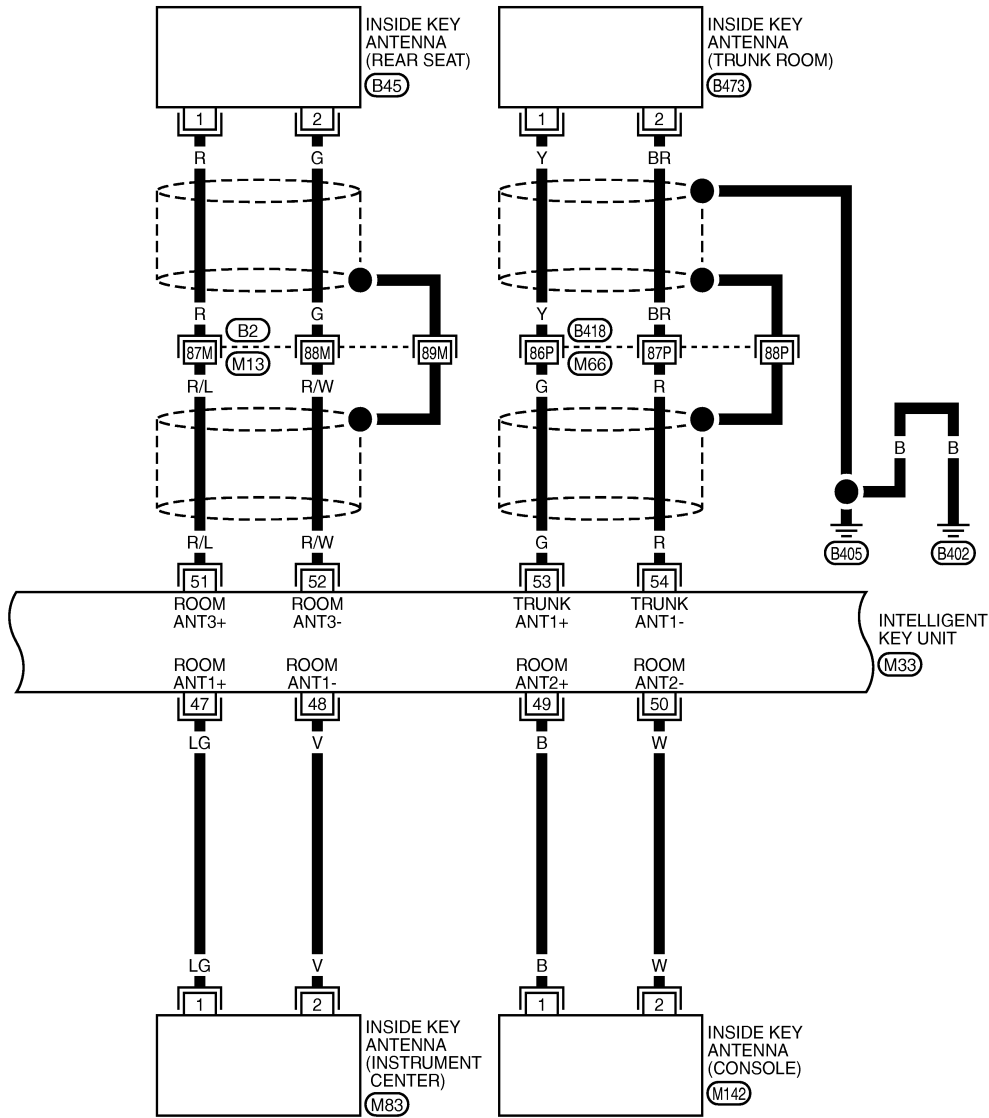 INSIDE KEY
ANTENNA
(REAR SEAT)
B45
INSIDE KEY
ANTENNA
(TRUNK ROOM)
B473
1 2 1 2
R G Y BR
R G Y BR
B2 B418
87M 88M 89M 86P 87P 88P
M13 M66
R/L R/W G R
B B
R/L R/W G R
B405 B402
51 52 53 54
ROOM
ANT3+
ROOM
ANT3-
TRUNK
ANT1+
TRUNK
ANT1-
INTELLIGENT
KEY UNIT
M33
ROOM
ANT1+
ROOM
ANT1-
ROOM
ANT2+
ROOM
ANT2-
47 48 49 50
LG V B W
LG V B W
1 2 1 2
INSIDE KEY
ANTENNA
(INSTRUMENT
CENTER)
M83
INSIDE KEY
ANTENNA
(CONSOLE)
M142